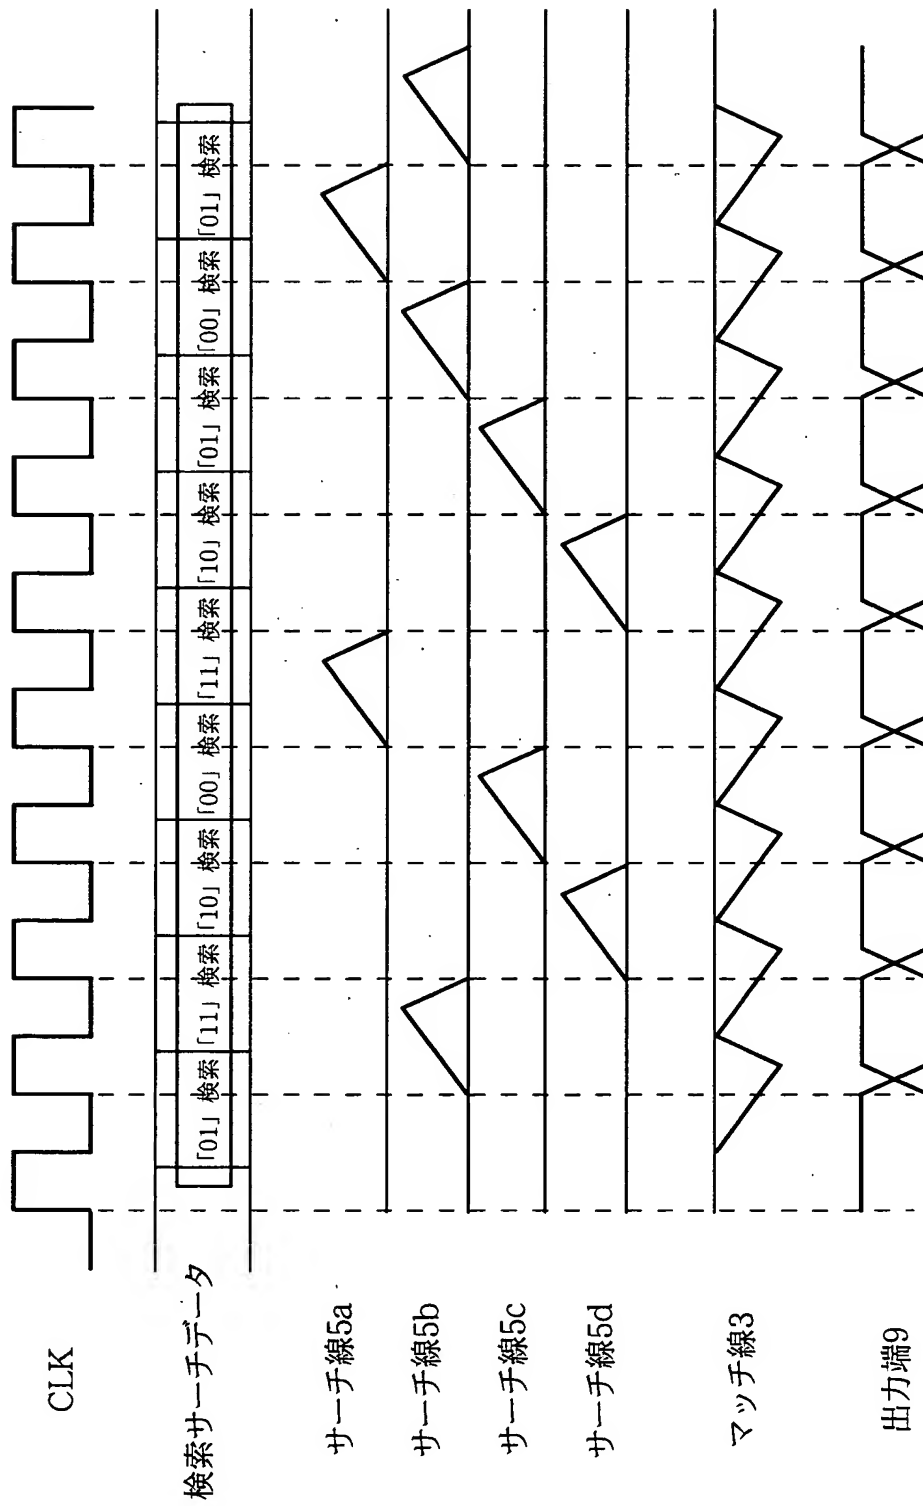 CLK
検索サーチデータ
「01」検索 「11」検索 「10」検索 「00」検索 「11」検索 「10」検索 「01」検索 「00」検索 「01」検索
サーチ線5a
サーチ線5b
サーチ線5c
サーチ線5d
マッチ線3
出力端9